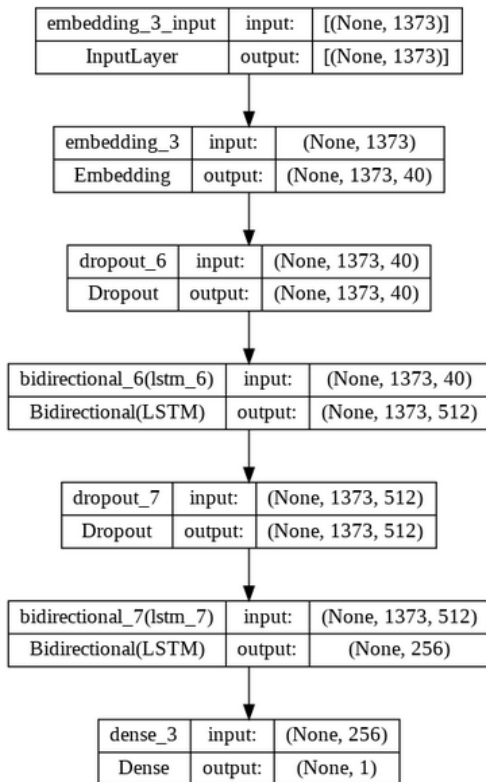 embedding_3_input input: [(None, 1373)]
InputLayer output: [(None, 1373)]
embedding_3 input: (None, 1373)
Embedding output: (None, 1373, 40)
dropout_6 input: (None, 1373, 40)
Dropout output: (None, 1373, 40)
bidirectional_6(lstm_6) input: (None, 1373, 40)
Bidirectional(LSTM) output: (None, 1373, 512)
dropout_7 input: (None, 1373, 512)
Dropout output: (None, 1373, 512)
bidirectional_7(lstm_7) input: (None, 1373, 512)
Bidirectional(LSTM) output: (None, 256)
dense_3 input: (None, 256)
Dense output: (None, 1)